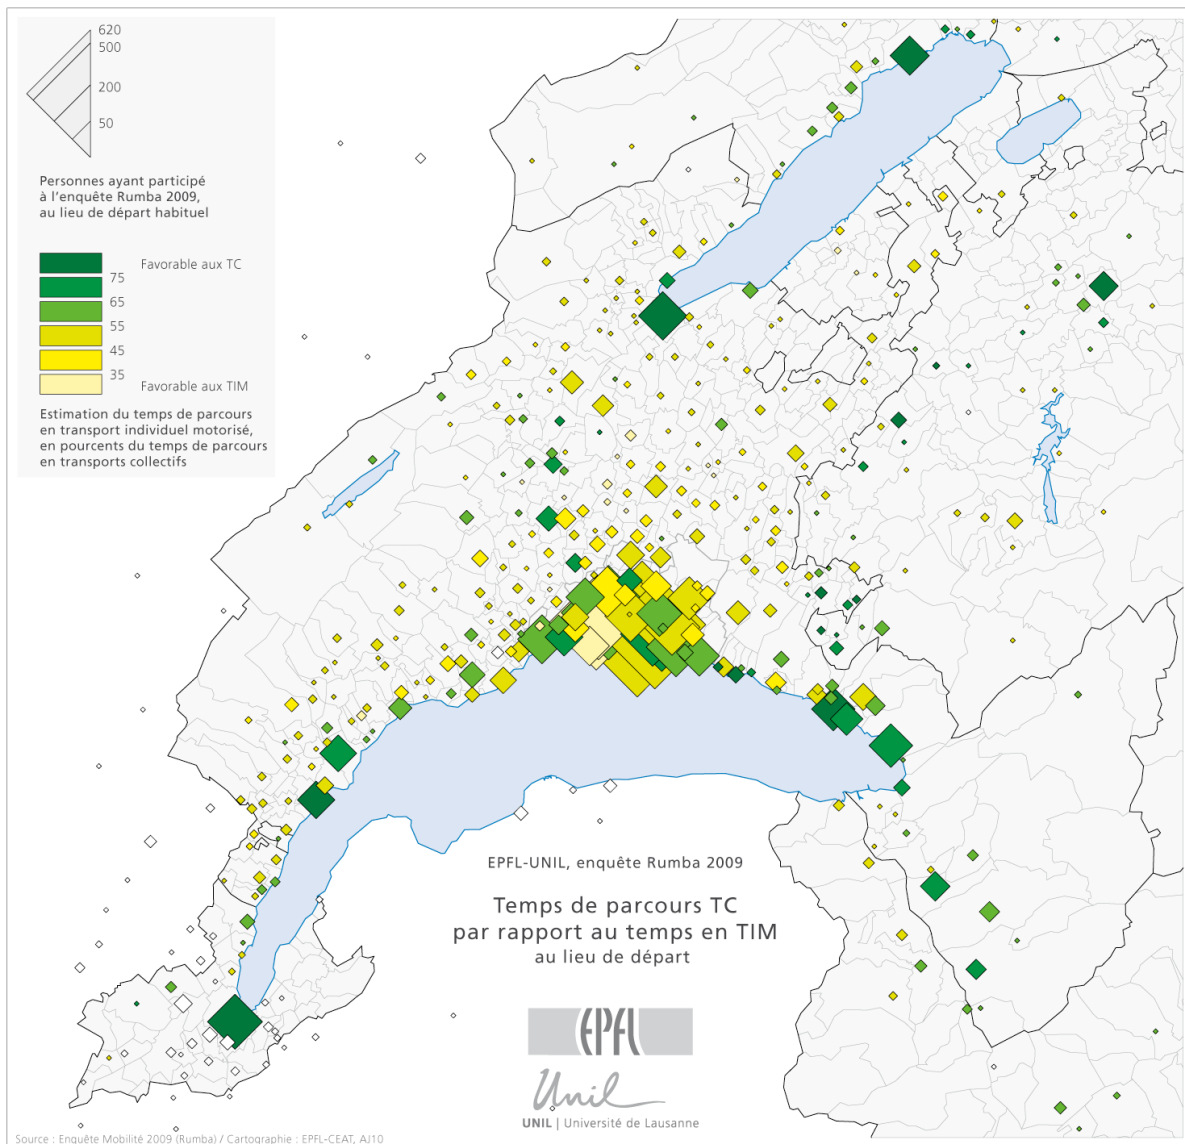 620
500
200
50
Personnes ayant participé
à l'enquête Rumba 2009,
au lieu de départ habituel
Favorable aux TC
75
65
55
45
35
Favorable aux TIM
Estimation du temps de parcours
en transport individuel motorisé,
en pourcents du temps de parcours
en transports collectifs
EPFL-UNIL, enquête Rumba 2009
Temps de parcours TC
par rapport au temps en TIM
au lieu de départ
EPFL
Unil
UNIL | Université de Lausanne
Source : Enquête Mobilité 2009 (Rumba) / Cartographie : EPFL-CEAT, AJ10